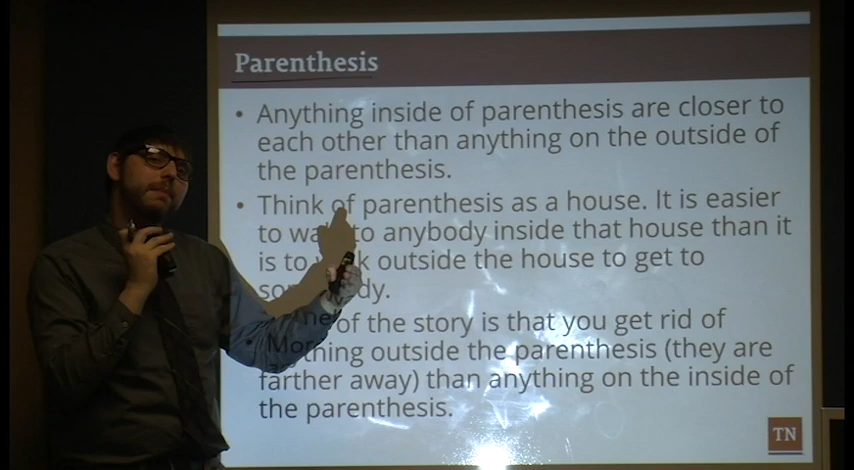 Parenthesis
• Anything inside of parenthesis are closer to
each other than anything on the outside of
the parenthesis.
• Think of parenthesis as a house. It is easier
to to anybody inside that house than it
is to outside the house to get to
• of the story is that you get rid of
outside the parenthesis (they are
farther away) than anything on the inside of
the parenthesis.
TN